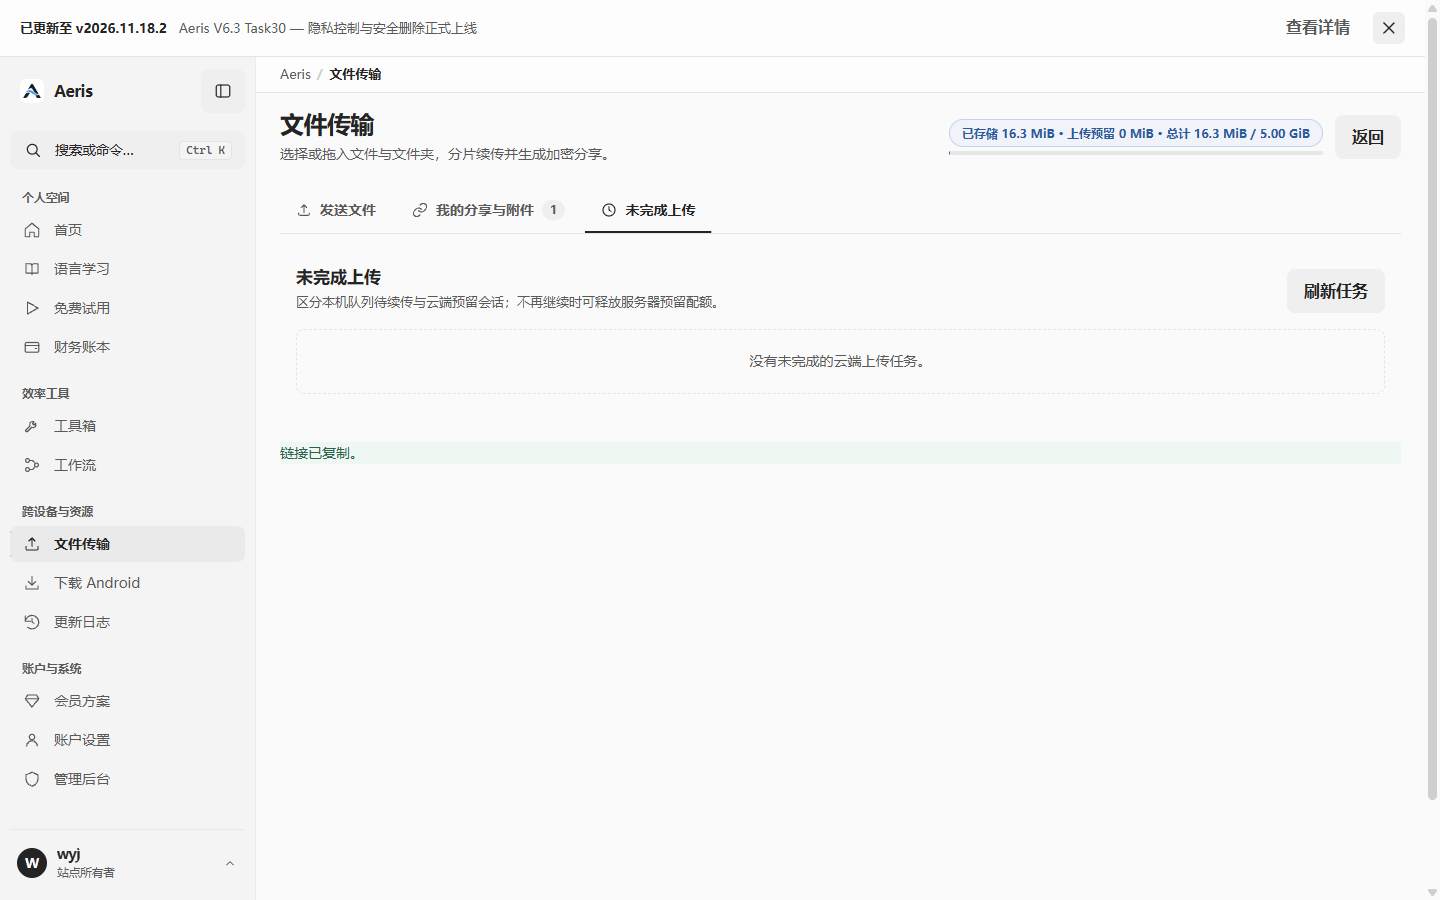 已更新至 v2026.11.18.2 Aeris V6.3 Task30 — 隐私控制与安全删除正式上线
查看详情
Aeris
搜索或命令... Ctrl K
个人空间
首页
语言学习
免费试用
财务账本
效率工具
工具箱
工作流
跨设备与资源
文件传输
下载 Android
更新日志
账户与系统
会员方案
账户设置
管理后台
W
wyj
站点所有者
Aeris / 文件传输
文件传输
选择或拖入文件与文件夹，分片续传并生成加密分享。
已存储 16.3 MiB • 上传预留 0 MiB • 总计 16.3 MiB / 5.00 GiB
返回
发送文件 我的分享与附件 1 未完成上传
未完成上传
区分本机队列待续传与云端预留会话；不再继续时可释放服务器预留配额。
刷新任务
没有未完成的云端上传任务。
链接已复制。